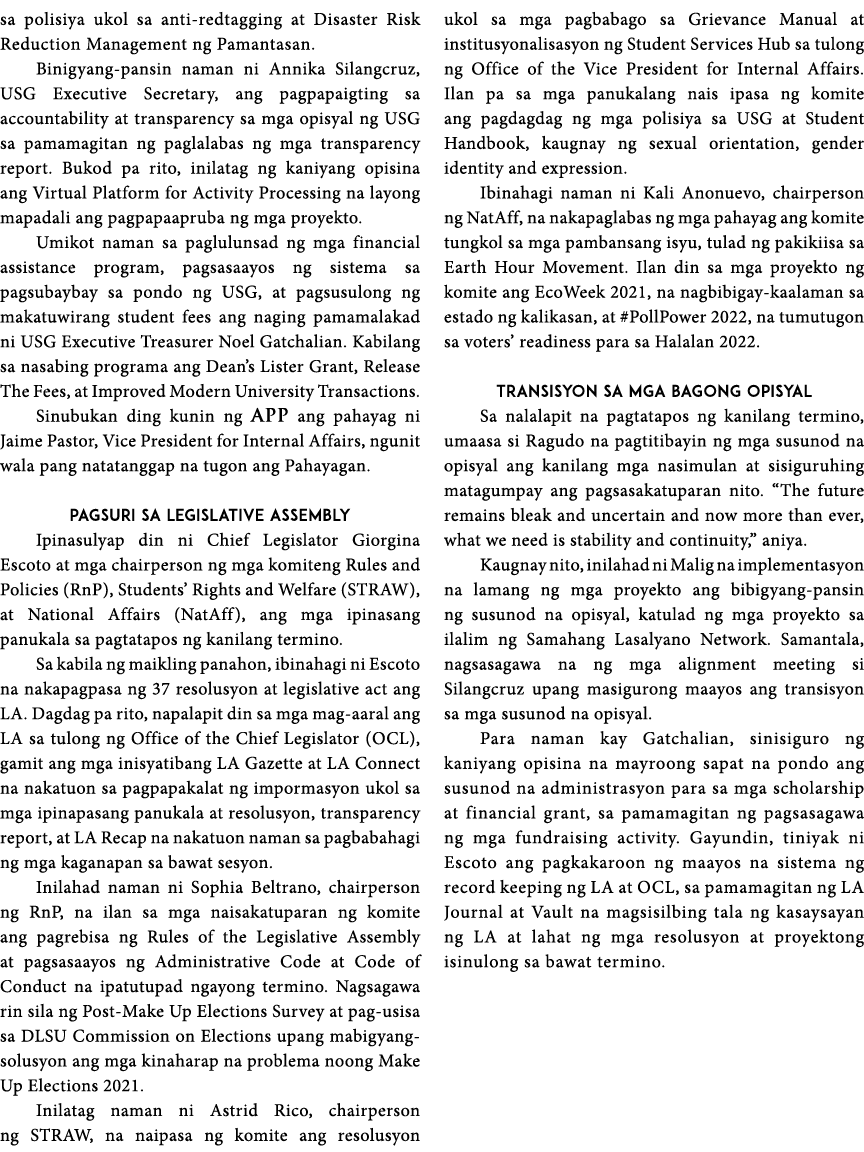 sa polisiya ukol sa anti-redtagging at Disaster Risk
Reduction Management ng Pamantasan.
Binigyang-pansin naman ni Annika Silangcruz,
USG Executive Secretary, ang pagpapaigting sa
accountability at transparency sa mga opisyal ng USG
sa pamamagitan ng paglalabas ng mga transparency
report. Bukod pa rito, inilatag ng kaniyang opisina
ang Virtual Platform for Activity Processing na layong
mapadali ang pagpapaapruba ng mga proyekto.
Umikot naman sa paglulunsad ng mga financial
assistance program, pagsasaayos ng sistema sa
pagsubaybay sa pondo ng USG, at pagsusulong ng
makatuwirang student fees ang naging pamamalakad
ni USG Executive Treasurer Noel Gatchalian. Kabilang
sa nasabing programa ang Dean’s Lister Grant, Release
The Fees, at Improved Modern University Transactions.
Sinubukan ding kunin ng APP ang pahayag ni
Jaime Pastor, Vice President for Internal Affairs, ngunit
wala pang natatanggap na tugon ang Pahayagan.
PAGSURI SA LEGISLATIVE ASSEMBLY
Ipinasulyap din ni Chief Legislator Giorgina
Escoto at mga chairperson ng mga komiteng Rules and
Policies (RnP), Students’ Rights and Welfare (STRAW),
at National Affairs (NatAff), ang mga ipinasang
panukala sa pagtatapos ng kanilang termino.
Sa kabila ng maikling panahon, ibinahagi ni Escoto
na nakapagpasa ng 37 resolusyon at legislative act ang
LA. Dagdag pa rito, napalapit din sa mga mag-aaral ang
LA sa tulong ng Office of the Chief Legislator (OCL),
gamit ang mga inisyatibang LA Gazette at LA Connect
na nakatuon sa pagpapakalat ng impormasyon ukol sa
mga ipinapasang panukala at resolusyon, transparency
report, at LA Recap na nakatuon naman sa pagbabahagi
ng mga kaganapan sa bawat sesyon.
Inilahad naman ni Sophia Beltrano, chairperson
ng RnP, na ilan sa mga naisakatuparan ng komite
ang pagrebisa ng Rules of the Legislative Assembly
at pagsasaayos ng Administrative Code at Code of
Conduct na ipatutupad ngayong termino. Nagsagawa
rin sila ng Post-Make Up Elections Survey at pag-usisa
sa DLSU Commission on Elections upang mabigyang-
solusyon ang mga kinaharap na problema noong Make
Up Elections 2021.
Inilatag naman ni Astrid Rico, chairperson
ng STRAW, na naipasa ng komite ang resolusyon
ukol sa mga pagbabago sa Grievance Manual at
institusyonalisasyon ng Student Services Hub sa tulong
ng Office of the Vice President for Internal Affairs.
Ilan pa sa mga panukalang nais ipasa ng komite
ang pagdagdag ng mga polisiya sa USG at Student
Handbook, kaugnay ng sexual orientation, gender
identity and expression.
Ibinahagi naman ni Kali Anonuevo, chairperson
ng NatAff, na nakapaglabas ng mga pahayag ang komite
tungkol sa mga pambansang isyu, tulad ng pakikiisa sa
Earth Hour Movement. Ilan din sa mga proyekto ng
komite ang EcoWeek 2021, na nagbibigay-kaalaman sa
estado ng kalikasan, at #PollPower 2022, na tumutugon
sa voters’ readiness para sa Halalan 2022.
TRANSISYON SA MGA BAGONG OPISYAL
Sa nalalapit na pagtatapos ng kanilang termino,
umaasa si Ragudo na pagtitibayin ng mga susunod na
opisyal ang kanilang mga nasimulan at sisiguruhing
matagumpay ang pagsasakatuparan nito. “The future
remains bleak and uncertain and now more than ever,
what we need is stability and continuity,” aniya.
Kaugnay nito, inilahad ni Malig na implementasyon
na lamang ng mga proyekto ang bibigyang-pansin
ng susunod na opisyal, katulad ng mga proyekto sa
ilalim ng Samahang Lasalyano Network. Samantala,
nagsasagawa na ng mga alignment meeting si
Silangcruz upang masigurong maayos ang transisyon
sa mga susunod na opisyal.
Para naman kay Gatchalian, sinisiguro ng
kaniyang opisina na mayroong sapat na pondo ang
susunod na administrasyon para sa mga scholarship
at financial grant, sa pamamagitan ng pagsasagawa
ng mga fundraising activity. Gayundin, tiniyak ni
Escoto ang pagkakaroon ng maayos na sistema ng
record keeping ng LA at OCL, sa pamamagitan ng LA
Journal at Vault na magsisilbing tala ng kasaysayan
ng LA at lahat ng mga resolusyon at proyektong
isinulong sa bawat termino.